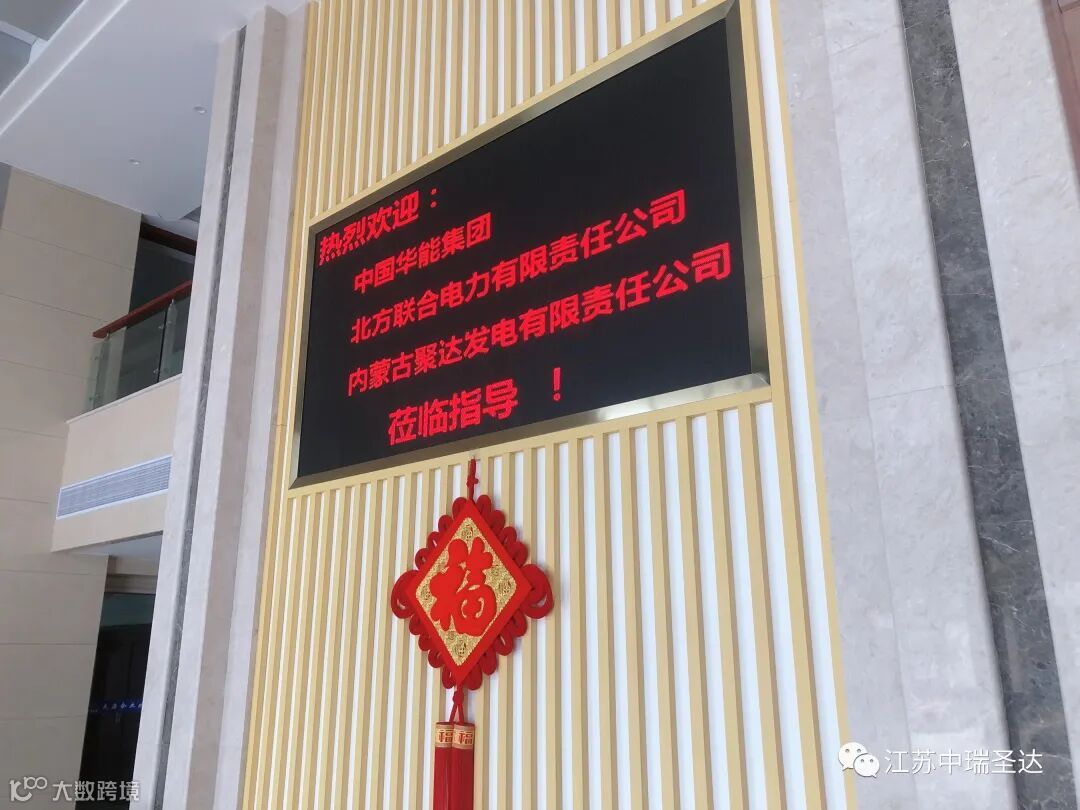 热烈欢迎：
中国华能集团
北方联合电力有限责任公司
内蒙古聚达发电有限责任公司
莅临指导 ！
福
福 福
江苏中瑞圣达
大数跨境